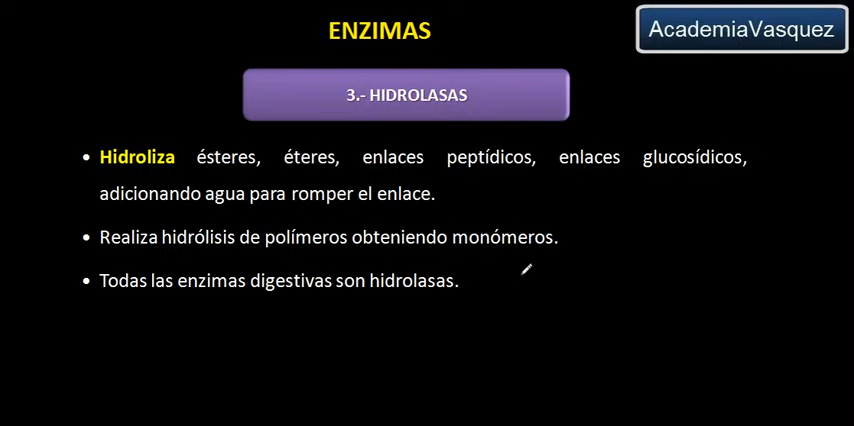 ENZIMAS
AcademiaVasquez
3.- HIDROLASAS
• Hidroliza ésteres, éteres, enlaces peptídicos, enlaces glucosídicos,
adicionando agua para romper el enlace.
• Realiza hidrólisis de polímeros obteniendo monómeros.
• Todas las enzimas digestivas son hidrolasas.